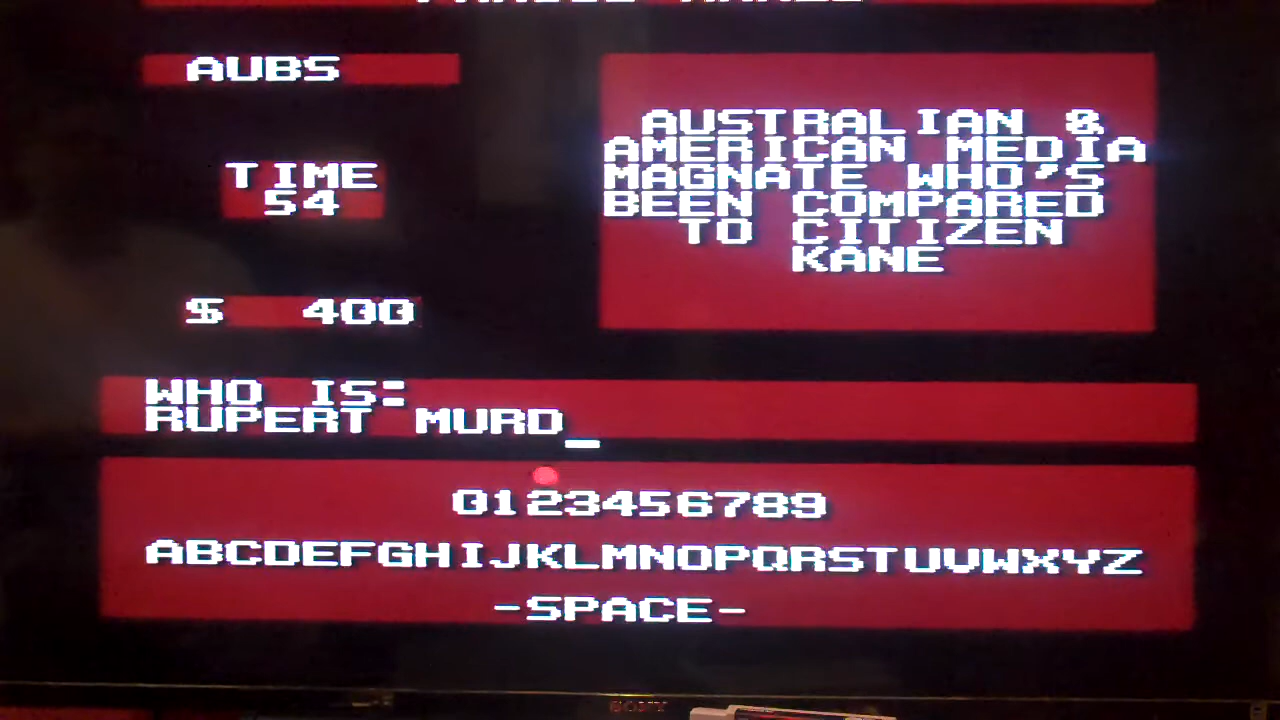 AUBS
TIME
54
$ 400
AUSTRALIAN &
AMERICAN MEDIA
MAGNATE WHO'S
BEEN COMPARED
TO CITIZEN
KANE
WHO IS:
RUPERT MURD_
0123456789
ABCDEFGHIJKLMNOPQRSTUVWXYZ
-SPACE-
SONY